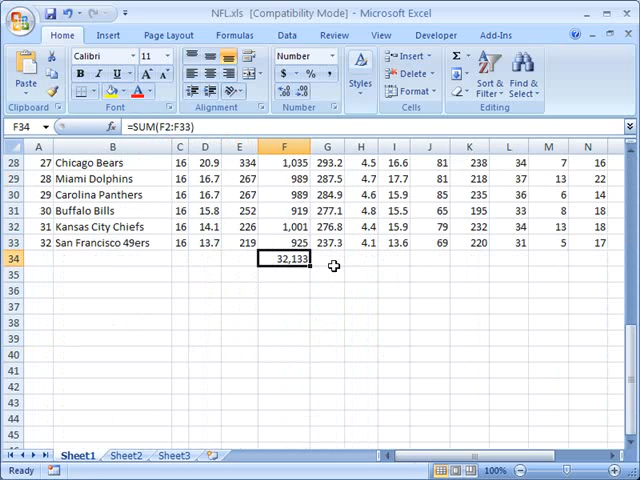 NFL.xls [Compatibility Mode] - Microsoft Excel
Home Insert Page Layout Formulas Data Review View Developer Add-Ins
Paste
Clipboard
Calibri 11
B I U
Font
Alignment
Number
$ % ,
Number
Styles
Insert
Delete
Format
Cells
Σ
Sort & Filter
Find & Select
Editing
F34 fx =SUM(F2:F33)
A B C D E F G H I J K L M N
28 27 Chicago Bears 16 20.9 334 1,035 293.2 4.5 16.6 81 238 34 7 16
29 28 Miami Dolphins 16 16.7 267 989 287.5 4.7 17.7 81 218 37 13 22
30 29 Carolina Panthers 16 16.7 267 989 284.9 4.6 15.9 85 235 36 6 14
31 30 Buffalo Bills 16 15.8 252 919 277.1 4.8 15.5 65 195 33 8 18
32 31 Kansas City Chiefs 16 14.1 226 1,001 276.8 4.4 15.9 79 232 34 13 18
33 32 San Francisco 49ers 16 13.7 219 925 237.3 4.1 13.6 69 220 31 5 17
34 32,133
35
36
37
38
39
40
41
42
43
44
45
Sheet1 Sheet2 Sheet3
Ready 100%